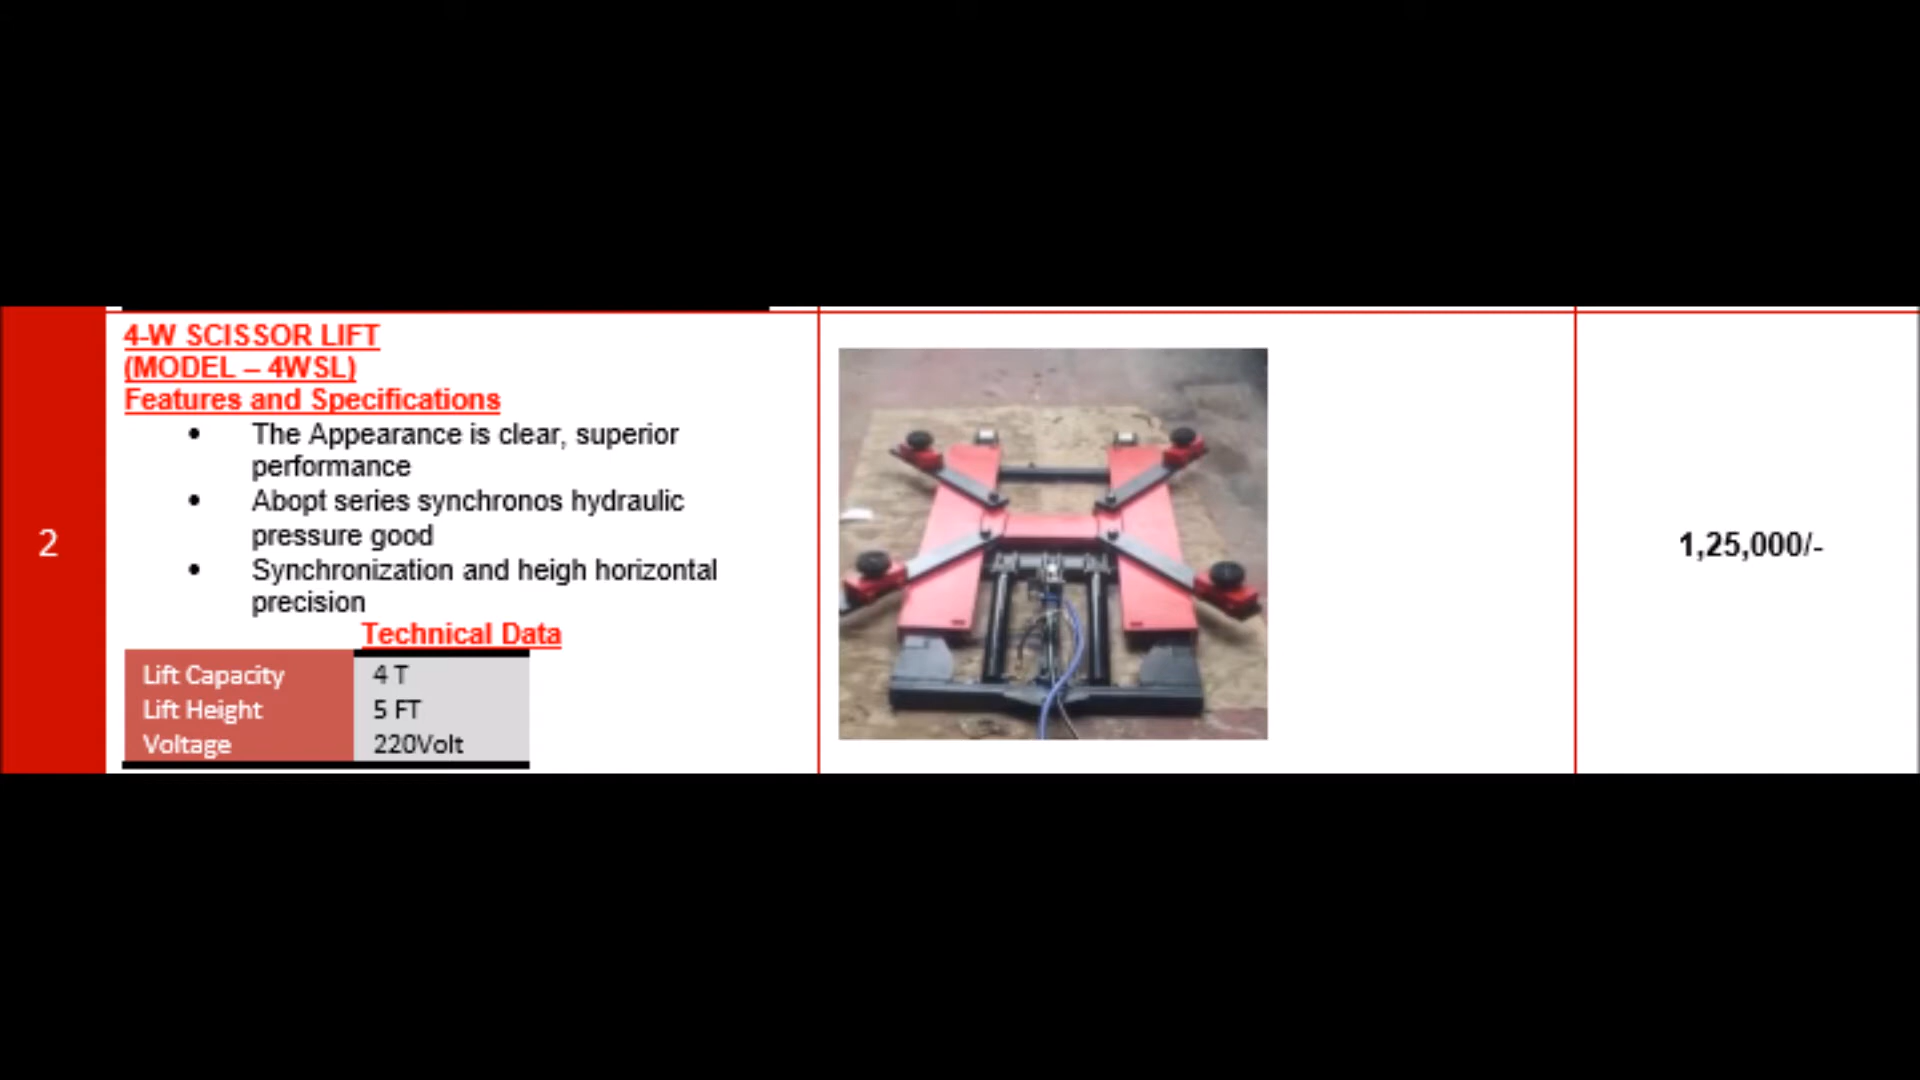 2
4-W SCISSOR LIFT
(MODEL – 4WSL)
Features and Specifications
• The Appearance is clear, superior
performance
• Abopt series synchronos hydraulic
pressure good
• Synchronization and heigh horizontal
precision
Technical Data
Lift Capacity 4 T
Lift Height 5 FT
Voltage 220Volt
1,25,000/-